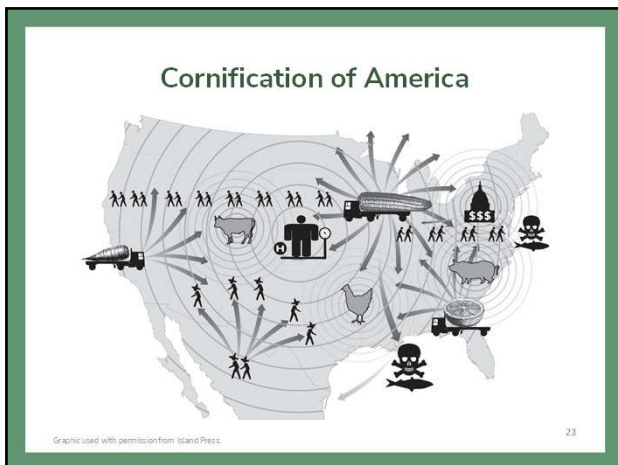 Cornification of America
$$$
H
Graphic used with permission from Island Press.
23